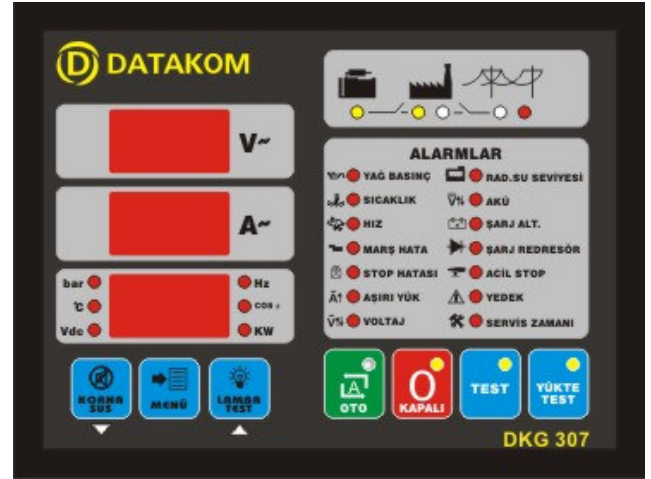 D DATAKOM
V~
A~
bar
Hz
°C
cos φ
Vdc
KW
KORNA SUS
MENÜ
LAMBA TEST
ALARMLAR
YAĞ BASINÇ
RAD.SU SEVİYESİ
SICAKLIK
V% AKÜ
HIZ
ŞARJ ALT.
MARŞ HATA
ŞARJ REDRESÖR
STOP HATASI
ACİL STOP
A↑ AŞIRI YÜK
YEDEK
V% VOLTAJ
SERVİS ZAMANI
A
OTO
O
KAPALI
TEST
YÜKTE
TEST
DKG 307